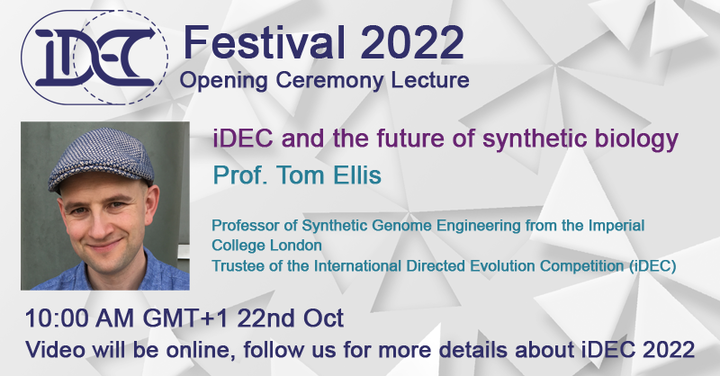 iDEC
Festival 2022
Opening Ceremony Lecture
iDEC and the future of synthetic biology
Prof. Tom Ellis
Professor of Synthetic Genome Engineering from the Imperial
College London
Trustee of the International Directed Evolution Competition (iDEC)
10:00 AM GMT+1 22nd Oct
Video will be online, follow us for more details about iDEC 2022